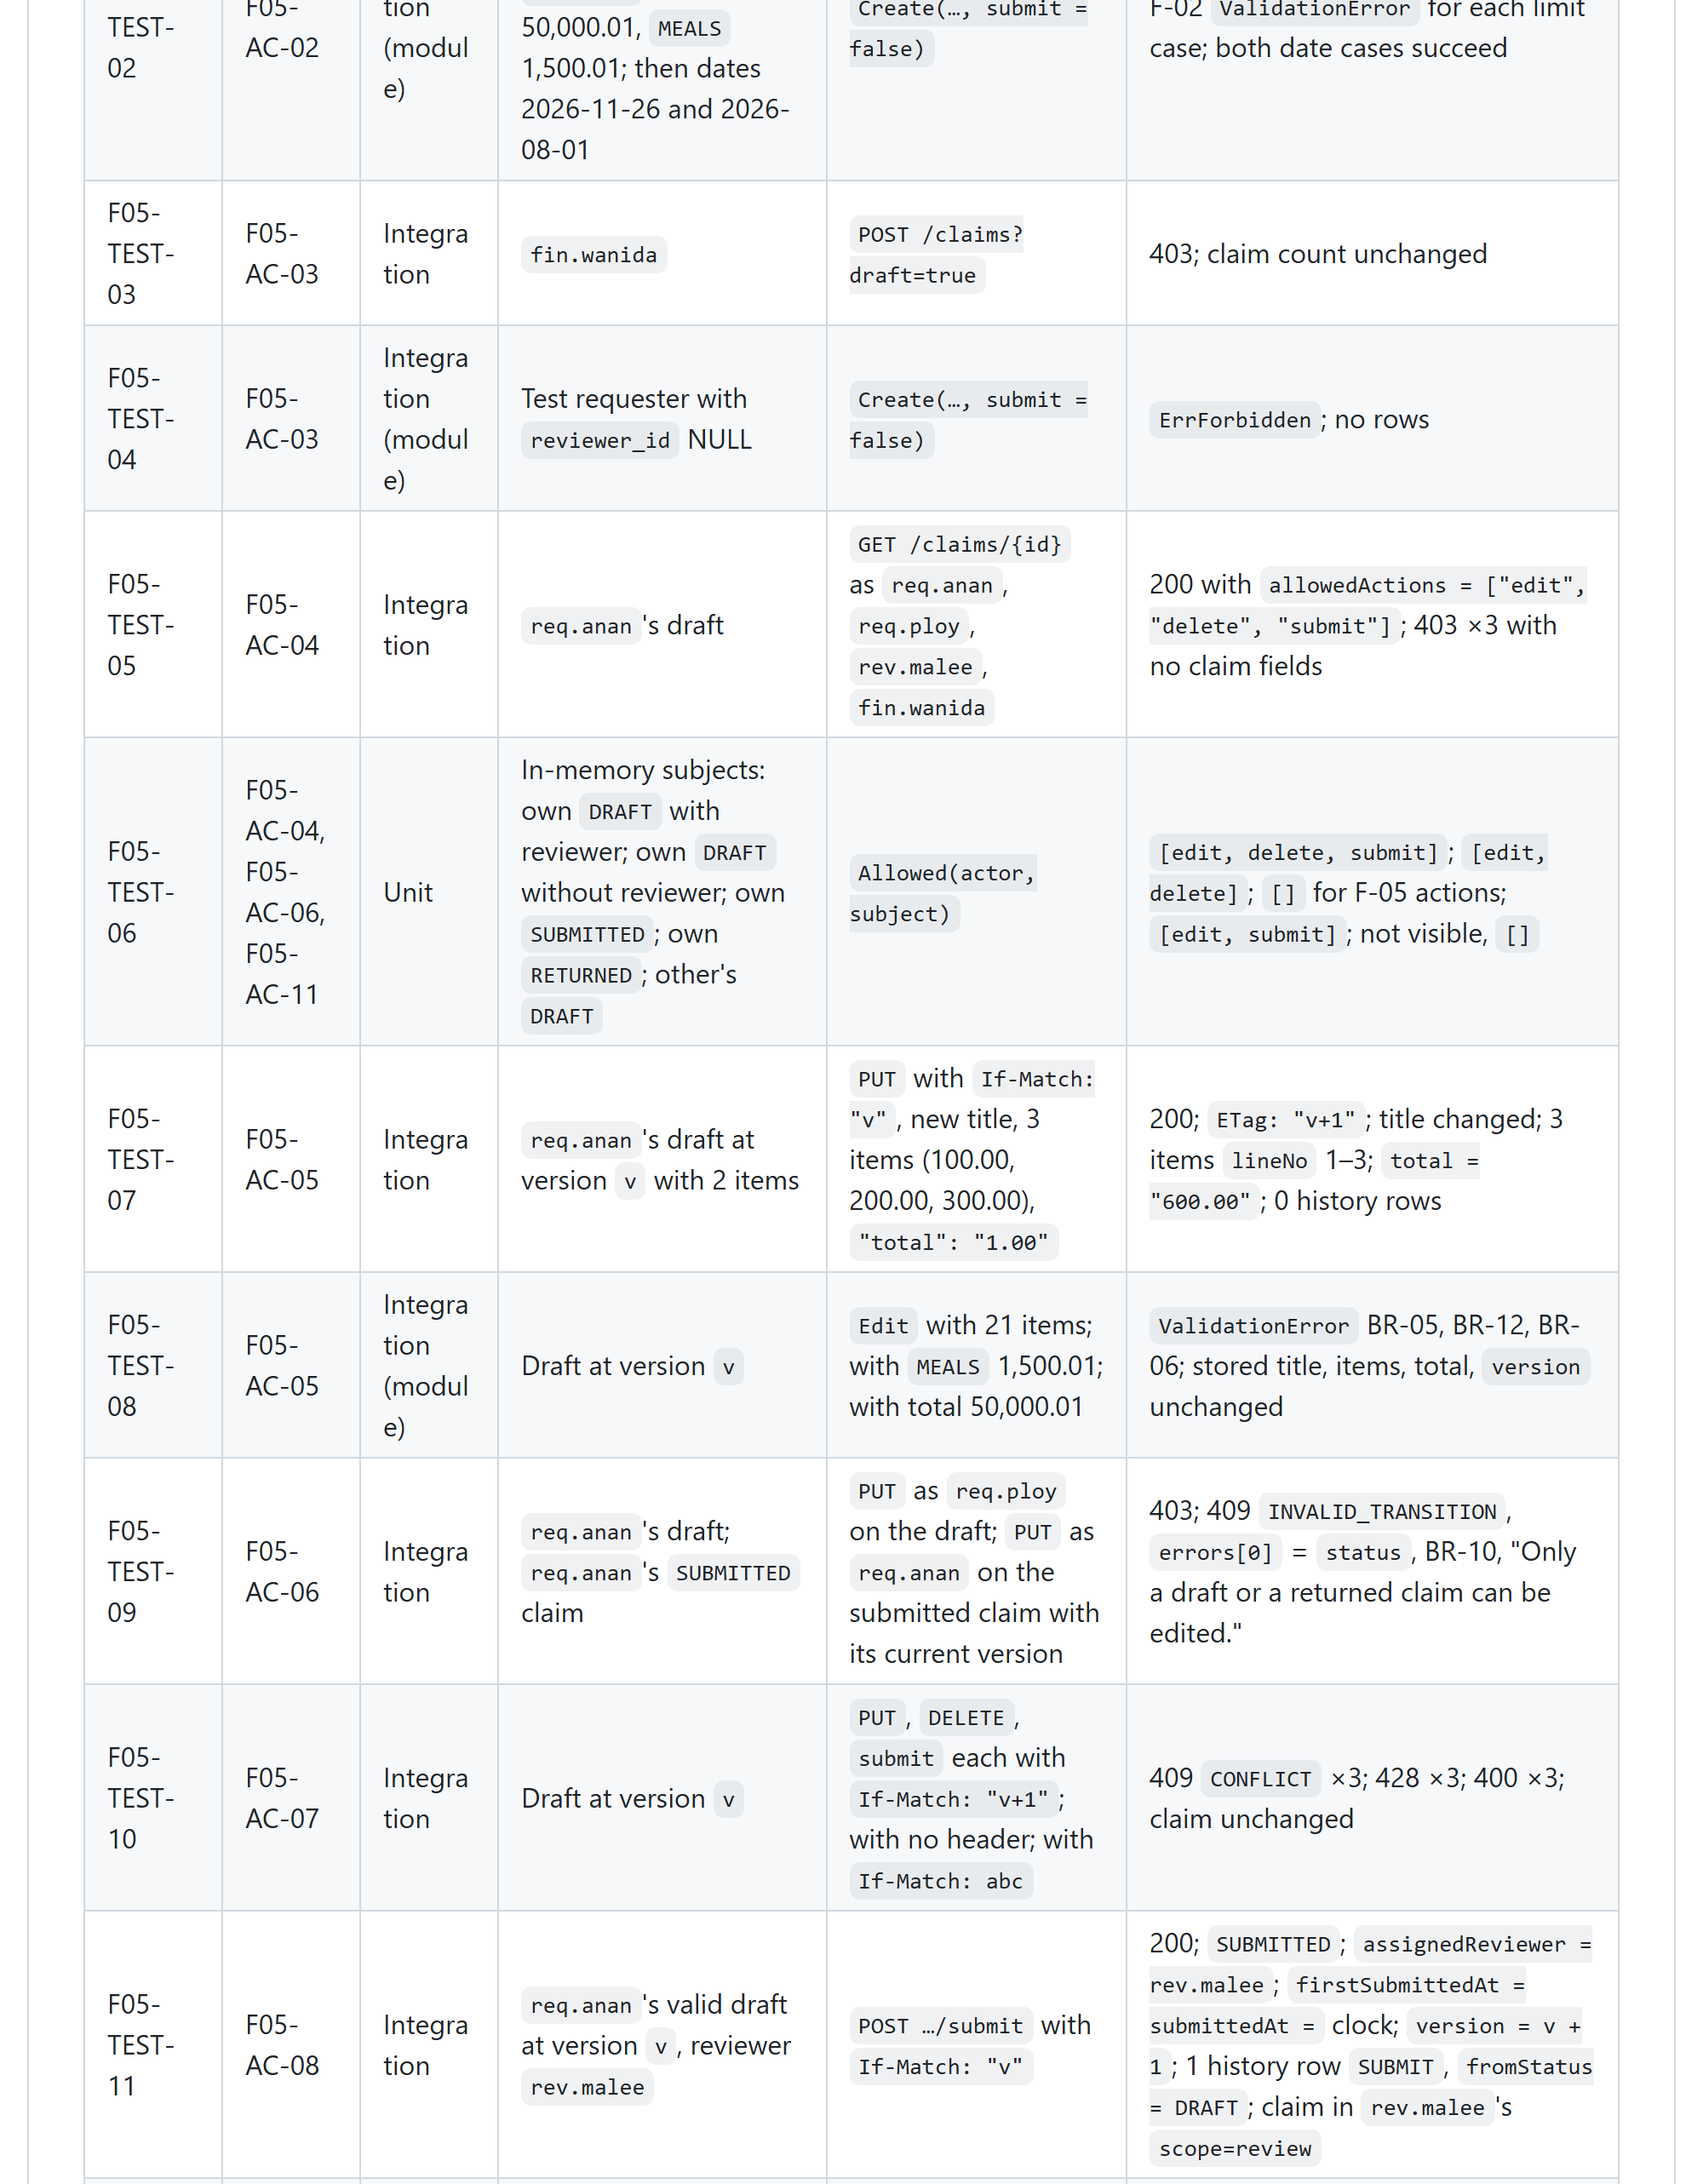 TEST-
02
F05-
AC-02
tion
(modul
e)
50,000.01, MEALS
1,500.01; then dates
2026-11-26 and 2026-
08-01
Create(…, submit =
false)
F-02 ValidationError for each limit
case; both date cases succeed
F05-
TEST-
03
F05-
AC-03
Integra
tion
fin.wanida
POST /claims?
draft=true
403; claim count unchanged
F05-
TEST-
04
F05-
AC-03
Integra
tion
(modul
e)
Test requester with
reviewer_id NULL
Create(…, submit =
false)
ErrForbidden; no rows
F05-
TEST-
05
F05-
AC-04
Integra
tion
req.anan's draft
GET /claims/{id}
as req.anan,
req.ploy,
rev.malee,
fin.wanida
200 with allowedActions = ["edit",
"delete", "submit"]; 403 ×3 with
no claim fields
F05-
TEST-
06
F05-
AC-04,
F05-
AC-06,
F05-
AC-11
Unit
In-memory subjects:
own DRAFT with
reviewer; own DRAFT
without reviewer; own
SUBMITTED; own
RETURNED; other's
DRAFT
Allowed(actor,
subject)
[edit, delete, submit]; [edit,
delete]; [] for F-05 actions;
[edit, submit]; not visible, []
F05-
TEST-
07
F05-
AC-05
Integra
tion
req.anan's draft at
version v with 2 items
PUT with If-Match:
"v", new title, 3
items (100.00,
200.00, 300.00),
"total": "1.00"
200; ETag: "v+1"; title changed; 3
items lineNo 1–3; total =
"600.00"; 0 history rows
F05-
TEST-
08
F05-
AC-05
Integra
tion
(modul
e)
Draft at version v
Edit with 21 items;
with MEALS 1,500.01;
with total 50,000.01
ValidationError BR-05, BR-12, BR-
06; stored title, items, total, version
unchanged
F05-
TEST-
09
F05-
AC-06
Integra
tion
req.anan's draft;
req.anan's SUBMITTED
claim
PUT as req.ploy
on the draft; PUT as
req.anan on the
submitted claim with
its current version
403; 409 INVALID_TRANSITION,
errors[0] = status, BR-10, "Only
a draft or a returned claim can be
edited."
F05-
TEST-
10
F05-
AC-07
Integra
tion
Draft at version v
PUT, DELETE,
submit each with
If-Match: "v+1";
with no header; with
If-Match: abc
409 CONFLICT ×3; 428 ×3; 400 ×3;
claim unchanged
F05-
TEST-
11
F05-
AC-08
Integra
tion
req.anan's valid draft
at version v, reviewer
rev.malee
POST …/submit with
If-Match: "v"
200; SUBMITTED; assignedReviewer =
rev.malee; firstSubmittedAt =
submittedAt = clock; version = v +
1; 1 history row SUBMIT, fromStatus
= DRAFT; claim in rev.malee's
scope=review